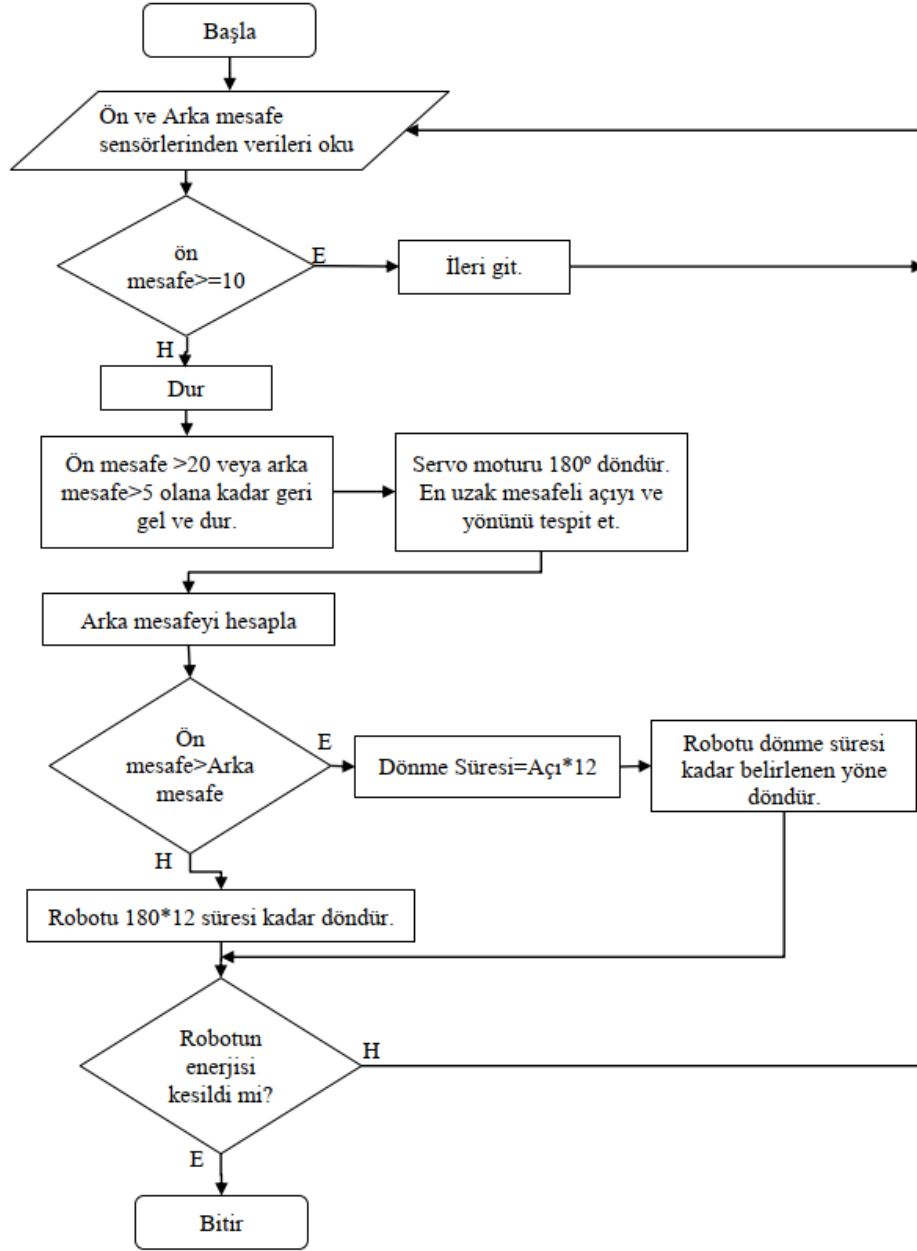 Başla
Ön ve Arka mesafe
sensörlerinden verileri oku
ön
mesafe>=10
E
İleri git.
H
Dur
Ön mesafe >20 veya arka
mesafe>5 olana kadar geri
gel ve dur.
Servo moturu 180º döndür.
En uzak mesafeli açıyı ve
yönünü tespit et.
Arka mesafeyi hesapla
Ön
mesafe>Arka
mesafe
E
Dönme Süresi=Açı*12
Robotu dönme süresi
kadar belirlenen yöne
döndür.
H
Robotu 180*12 süresi kadar döndür.
Robotun
enerjisi
kesildi mi?
H
E
Bitir